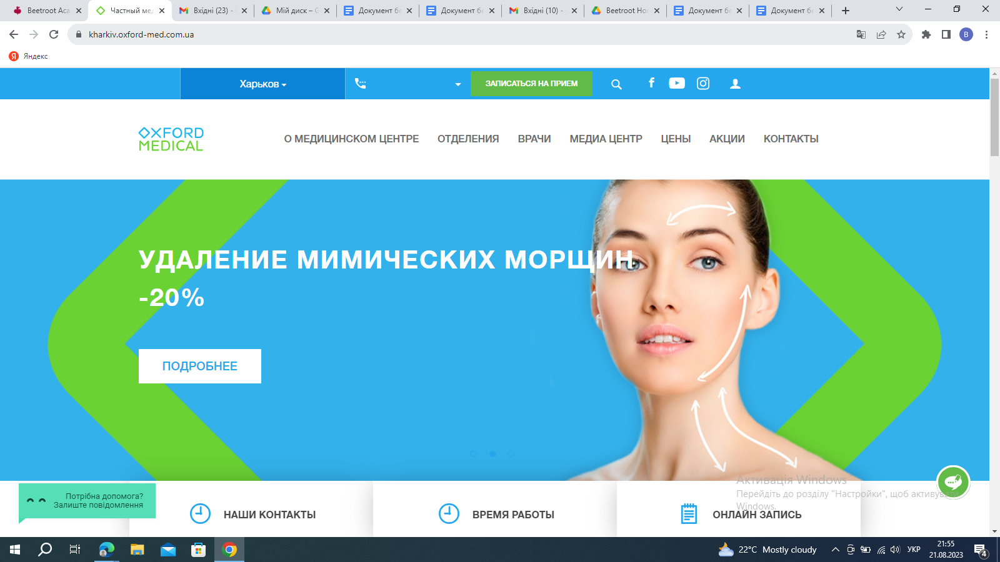 Beetroot Aca
Частный мед
Вхідні (23) -
Мій диск – G
Документ бе
Документ бе
Вхідні (10) -
Beetroot Hor
Документ бе
Документ бе
kharkiv.oxford-med.com.ua
B
Я Яндекс
Харьков
ЗАПИСАТЬСЯ НА ПРИЕМ
OXFORD
MEDICAL
О МЕДИЦИНСКОМ ЦЕНТРЕ ОТДЕЛЕНИЯ ВРАЧИ МЕДИА ЦЕНТР ЦЕНЫ АКЦИИ КОНТАКТЫ
УДАЛЕНИЕ МИМИЧЕСКИХ МОРЩИН
-20%
ПОДРОБНЕЕ
Потрібна допомога?
Залиште повідомлення
НАШИ КОНТАКТЫ
ВРЕМЯ РАБОТЫ
ОНЛАЙН ЗАПИСЬ
Активація Windows
Перейдіть до розділу "Настройки", щоб активувати
Windows.
22°C Mostly cloudy
УКР
21:55
21.08.2023
4